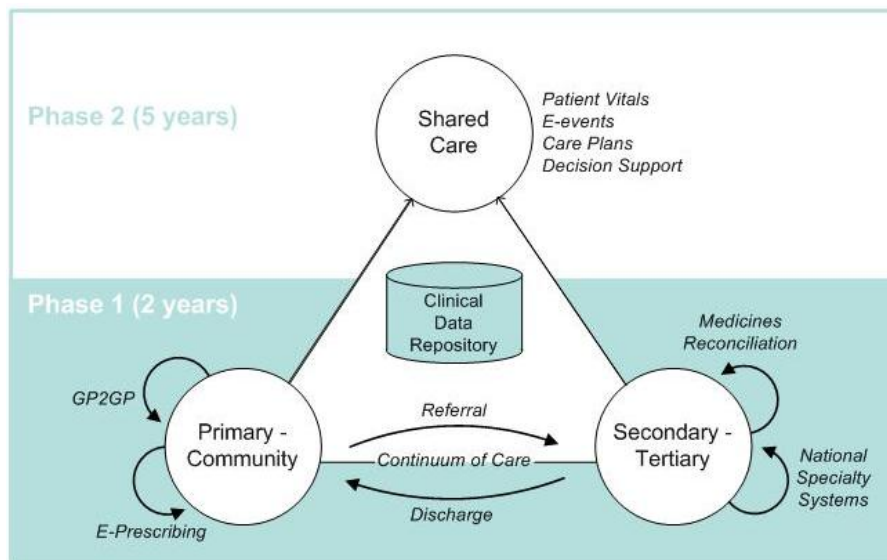 Phase 2 (5 years)
Shared
Care
Patient Vitals
E-events
Care Plans
Decision Support
Phase 1 (2 years)
Clinical
Data
Repository
Medicines
Reconciliation
GP2GP
Primary -
Community
E-Prescribing
Referral
Continuum of Care
Discharge
Secondary -
Tertiary
National
Specialty
Systems